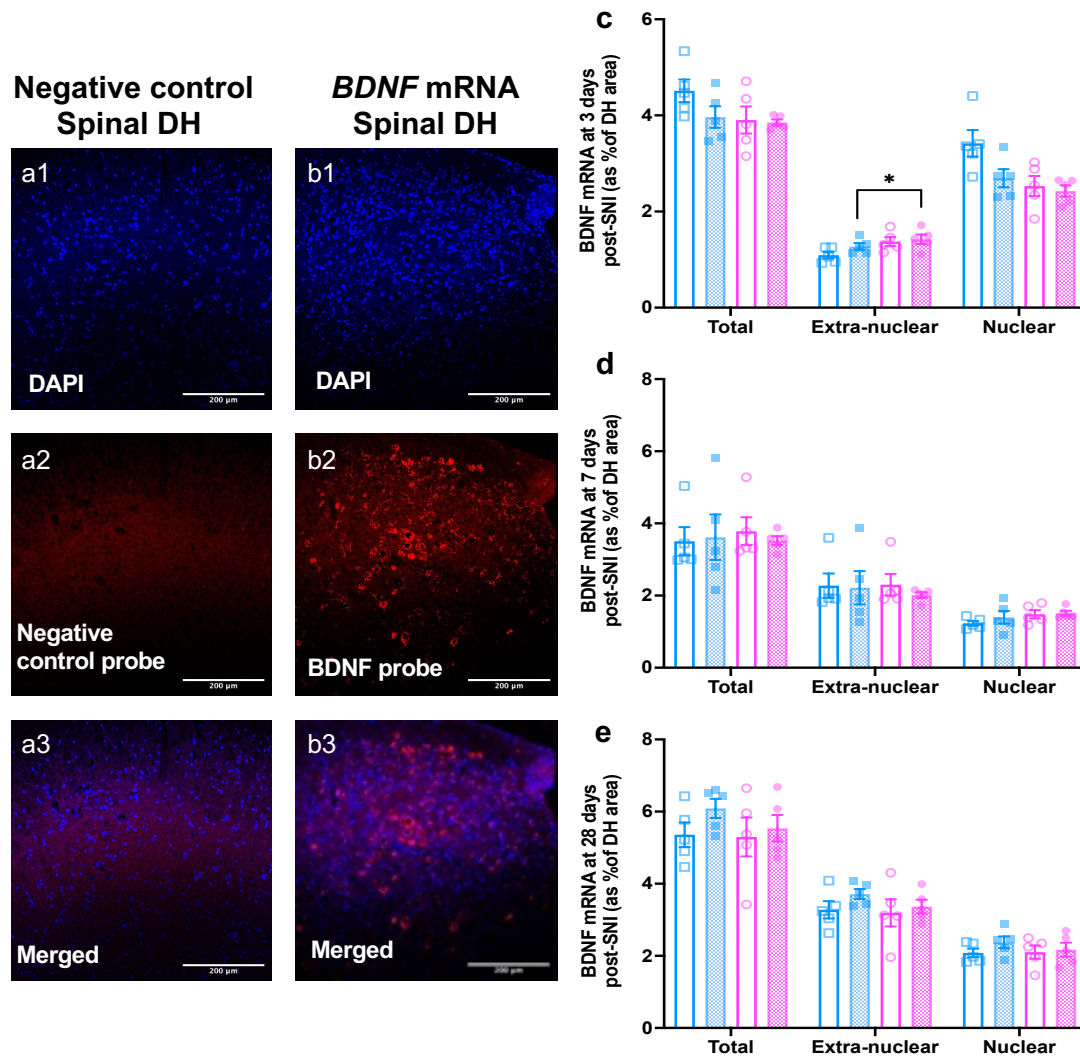 Negative control
Spinal DH
BDNF mRNA
Spinal DH
a1
DAPI
200 µm
b1
DAPI
200 µm
a2
Negative
control probe
200 µm
b2
BDNF probe
200 µm
a3
Merged
200 µm
b3
Merged
200 µm
c
BDNF mRNA at 3 days
post-SNI (as %of DH area)
6
4
2
0
*
Total
Extra-nuclear
Nuclear
d
BDNF mRNA at 7 days
post-SNI (as %of DH area)
8
6
4
2
0
Total
Extra-nuclear
Nuclear
e
BDNF mRNA at 28 days
post-SNI (as %of DH area)
8
6
4
2
0
Total
Extra-nuclear
Nuclear